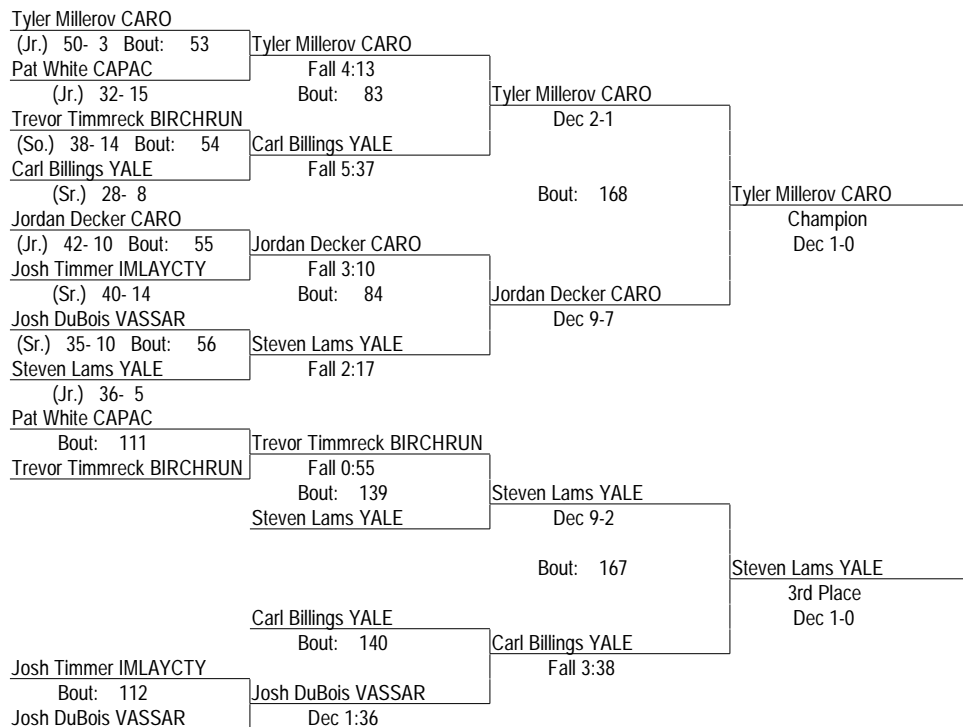 Tyler Millerov CARO
(Jr.) 50- 3 Bout: 53 Tyler Millerov CARO
Pat White CAPAC Fall 4:13
(Jr.) 32- 15 Bout: 83 Tyler Millerov CARO
Trevor Timmreck BIRCHRUN Dec 2-1
(So.) 38- 14 Bout: 54 Carl Billings YALE
Carl Billings YALE Fall 5:37
(Sr.) 28- 8 Bout: 168 Tyler Millerov CARO
Jordan Decker CARO Champion
(Jr.) 42- 10 Bout: 55 Jordan Decker CARO Dec 1-0
Josh Timmer IMLAYCTY Fall 3:10
(Sr.) 40- 14 Bout: 84 Jordan Decker CARO
Josh DuBois VASSAR Dec 9-7
(Sr.) 35- 10 Bout: 56 Steven Lams YALE
Steven Lams YALE Fall 2:17
(Jr.) 36- 5
Pat White CAPAC
Bout: 111 Trevor Timmreck BIRCHRUN
Trevor Timmreck BIRCHRUN Fall 0:55
Bout: 139 Steven Lams YALE
Steven Lams YALE Dec 9-2
Bout: 167 Steven Lams YALE
3rd Place
Carl Billings YALE Dec 1-0
Bout: 140 Carl Billings YALE
Josh Timmer IMLAYCTY Fall 3:38
Bout: 112 Josh DuBois VASSAR
Josh DuBois VASSAR Dec 1:36